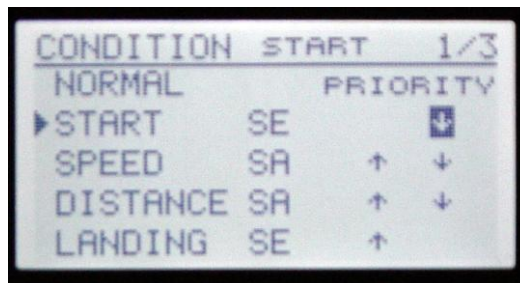 CONDITION START 1/3
NORMAL PRIORITY
▶START SE ↓
SPEED SA ↑ ↓
DISTANCE SA ↑ ↓
LANDING SE ↑